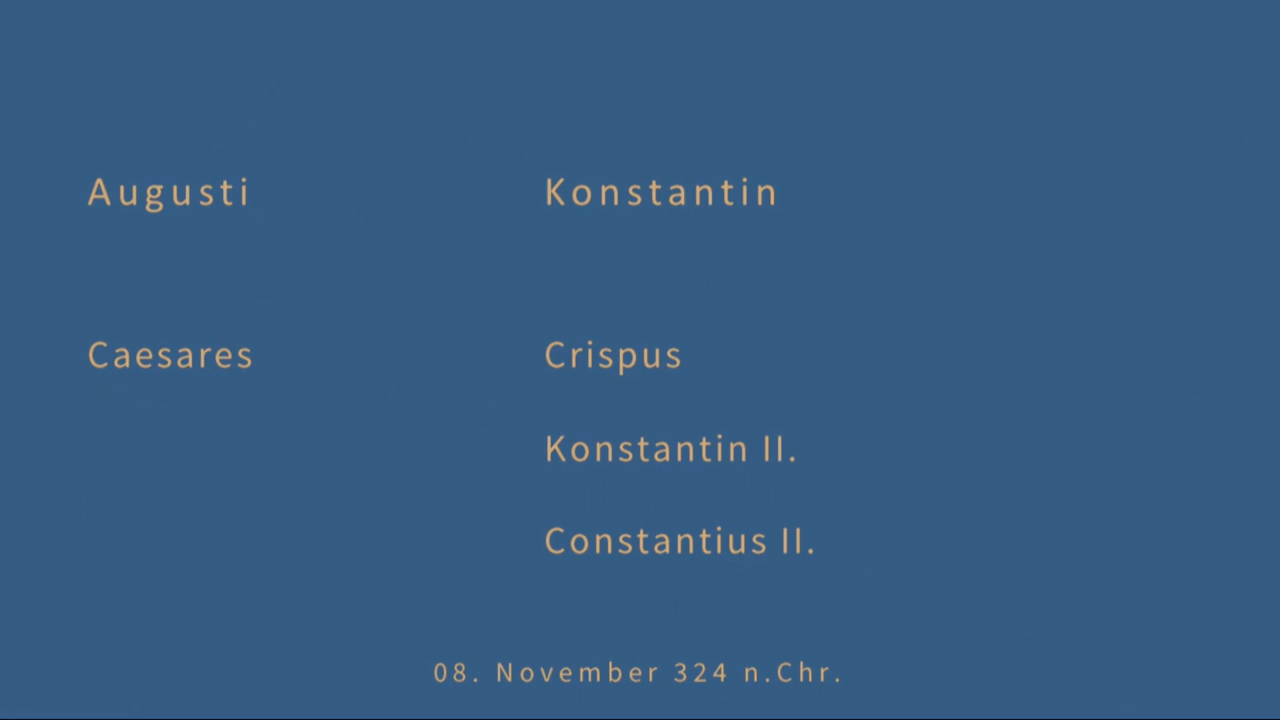 Augusti Konstantin
Caesares Crispus
Konstantin II.
Constantius II.
08. November 324 n.Chr.